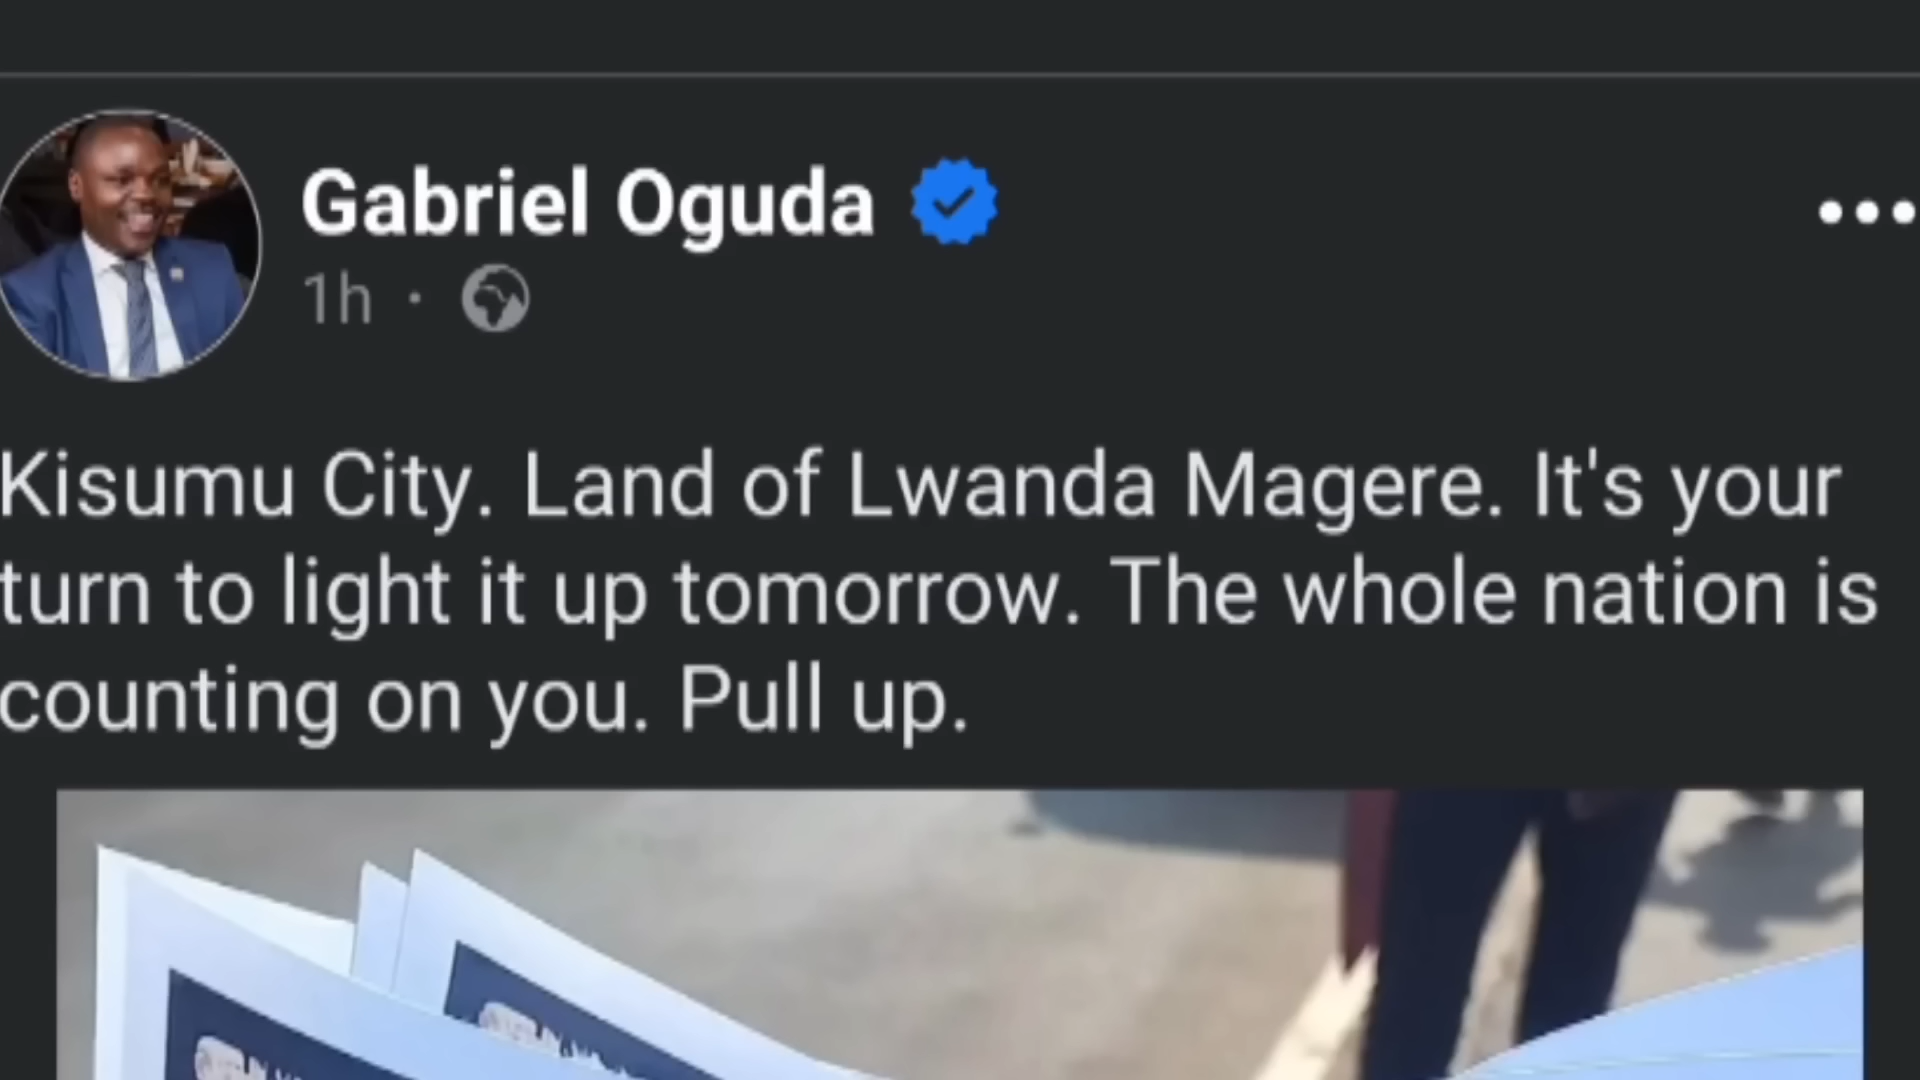 Gabriel Oguda
1h ·
Kisumu City. Land of Lwanda Magere. It's your
turn to light it up tomorrow. The whole nation is
counting on you. Pull up.